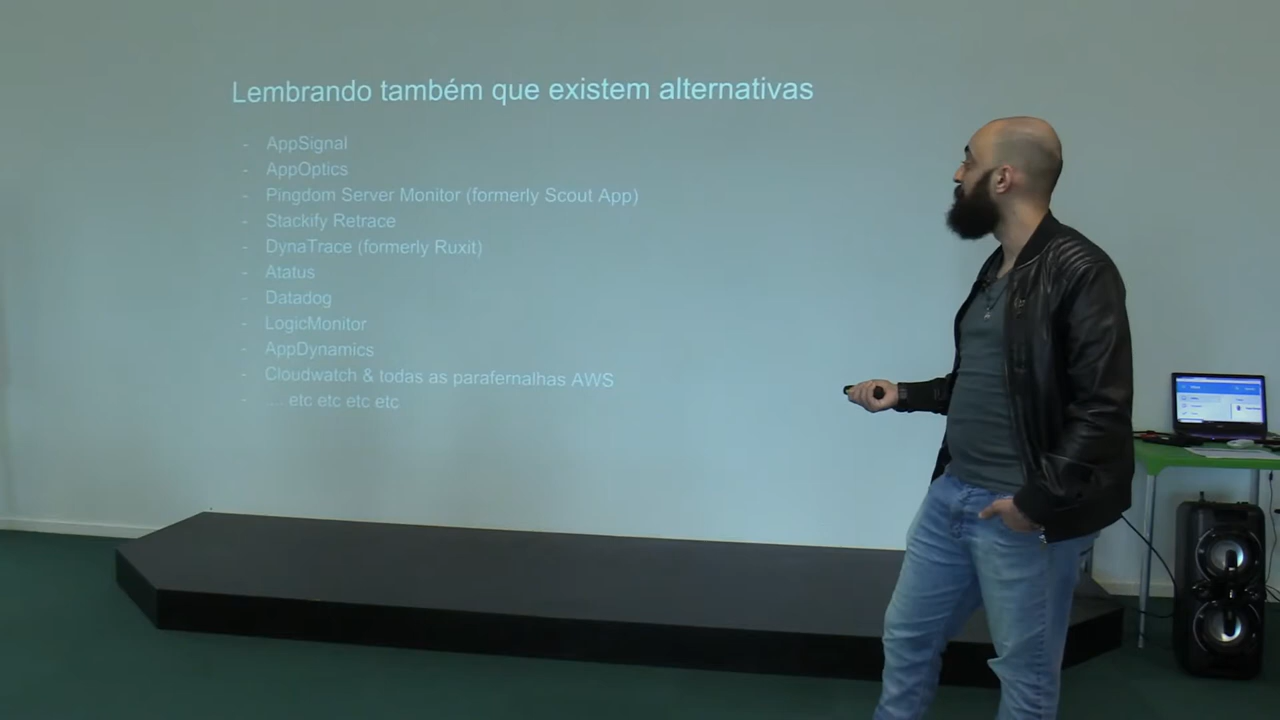 Lembrando também que existem alternativas
- AppSignal
- AppOptics
- Pingdom Server Monitor (formerly Scout App)
- Stackify Retrace
- DynaTrace (formerly Ruxit)
- Atatus
- Datadog
- LogicMonitor
- AppDynamics
- Cloudwatch & todas as parafernalhas AWS
- .... etc etc etc etc